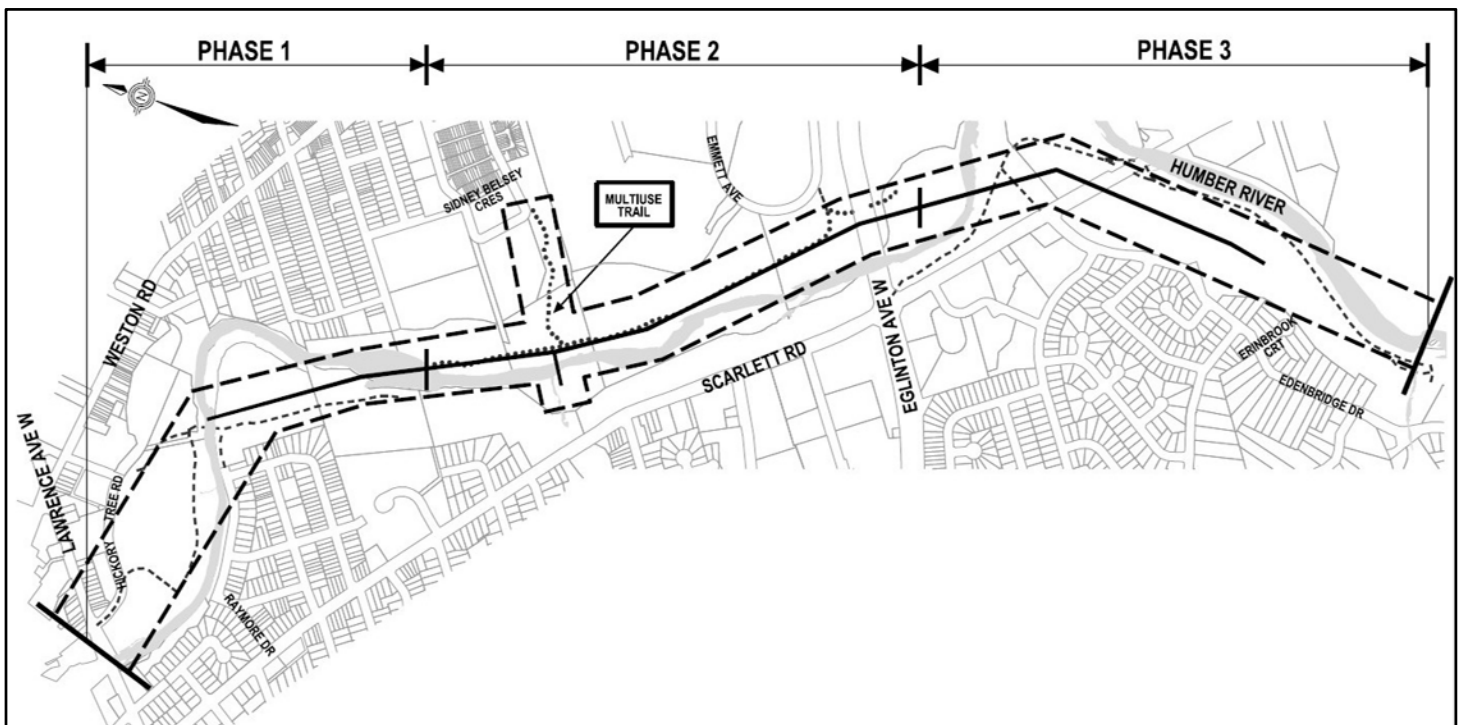 PHASE 1
PHASE 2
PHASE 3
N
SIDNEY BELSEY
CRES
MULTIUSE
TRAIL
EMMETT AVE
HUMBER RIVER
WESTON RD
LAWRENCE AVE W
HICKORY TREE RD
RAYMORE DR
SCARLETT RD
EGLINTON AVE W
ERINBROOK
CRT
EDENBRIDGE DR